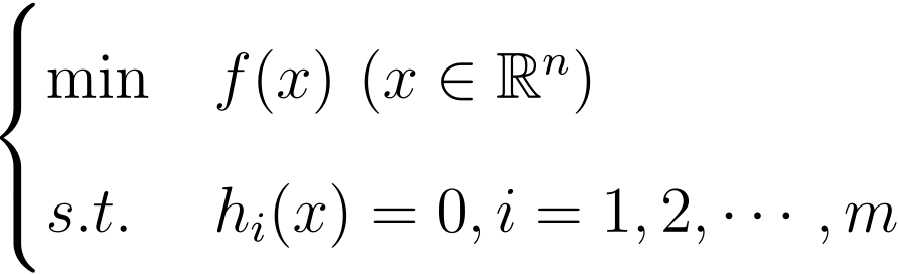 min f(x) (x ∈ ℝⁿ)
s.t. hᵢ(x) = 0, i = 1, 2, ⋯ , m